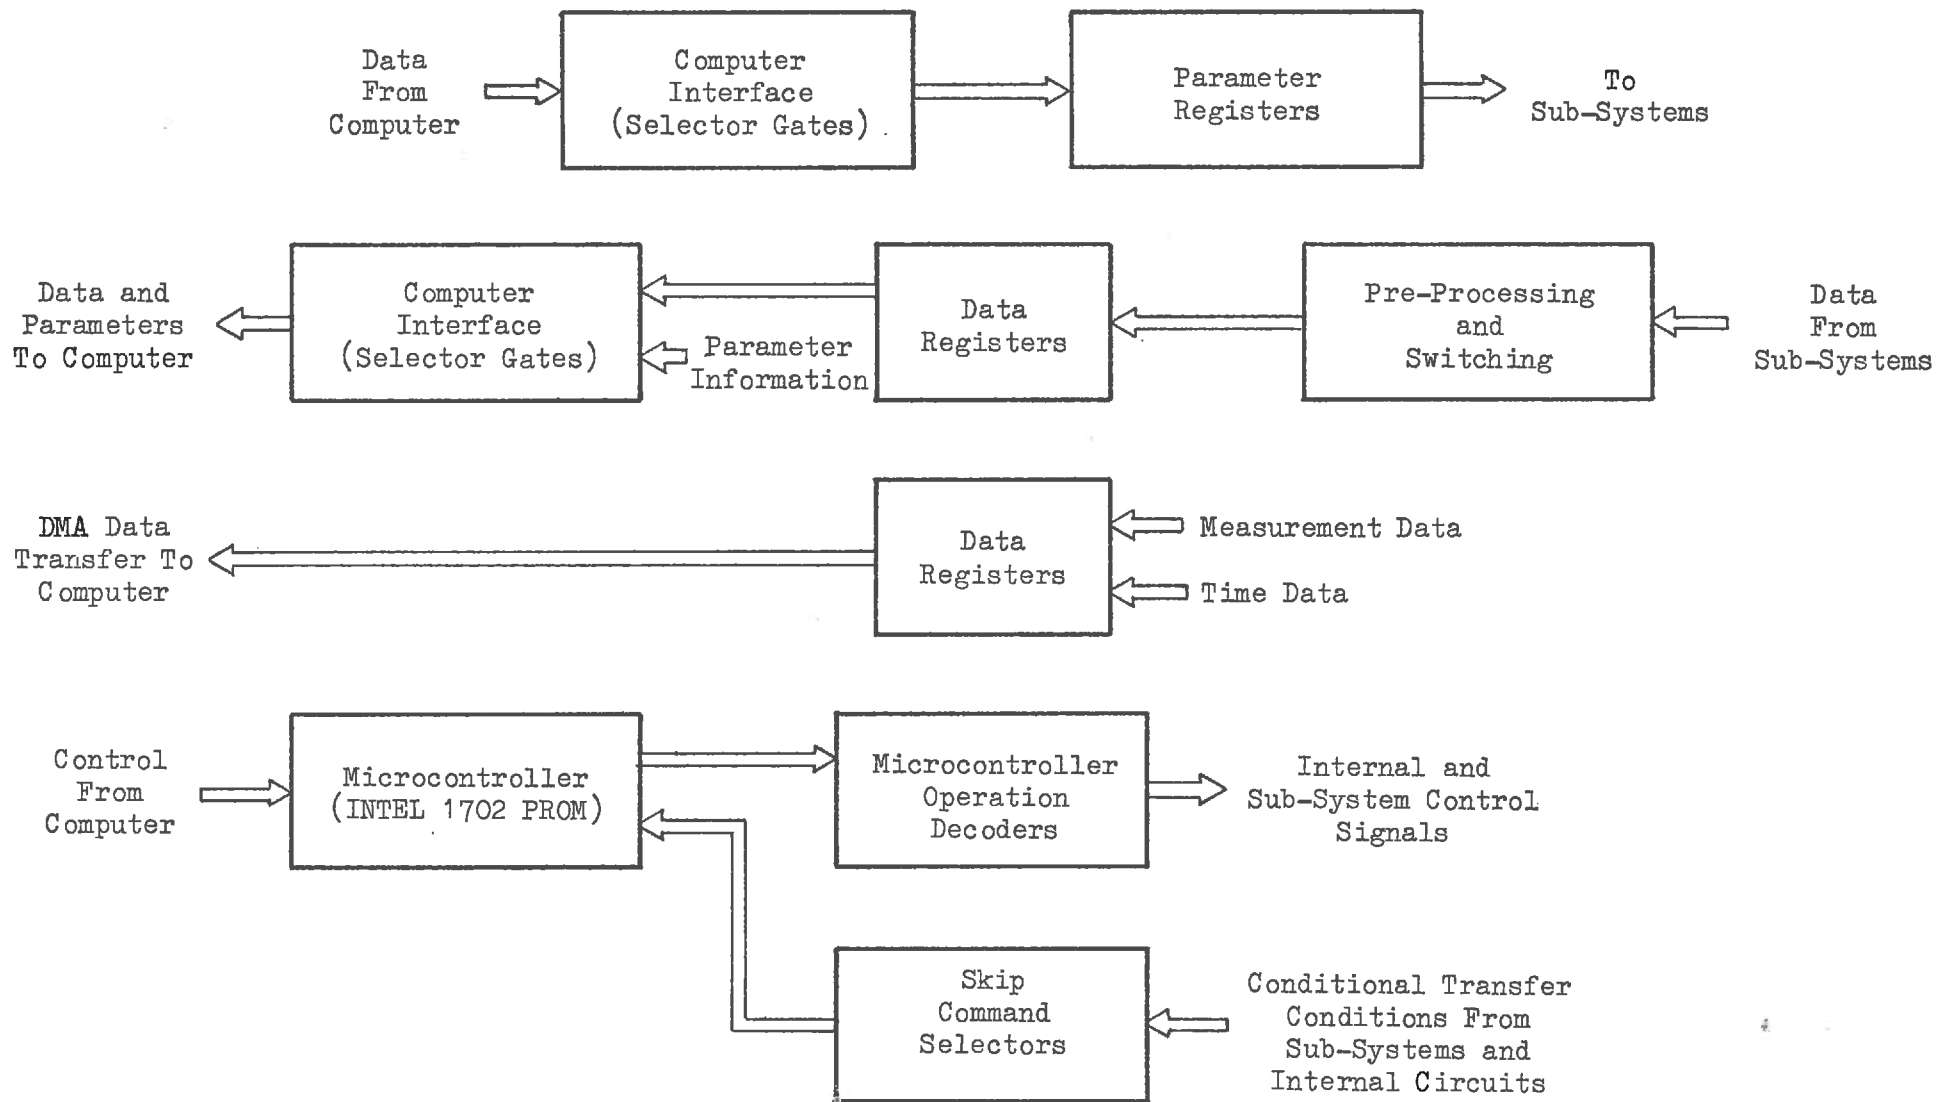 Data
From
Computer
Computer
Interface
(Selector Gates)
Parameter
Registers
To
Sub-Systems
Data and
Parameters
To Computer
Computer
Interface
(Selector Gates)
Parameter
Information
Data
Registers
Pre-Processing
and
Switching
Data
From
Sub-Systems
DMA Data
Transfer To
Computer
Data
Registers
Measurement Data
Time Data
Control
From
Computer
Microcontroller
(INTEL 1702 PROM)
Microcontroller
Operation
Decoders
Internal and
Sub-System Control
Signals
Skip
Command
Selectors
Conditional Transfer
Conditions From
Sub-Systems and
Internal Circuits